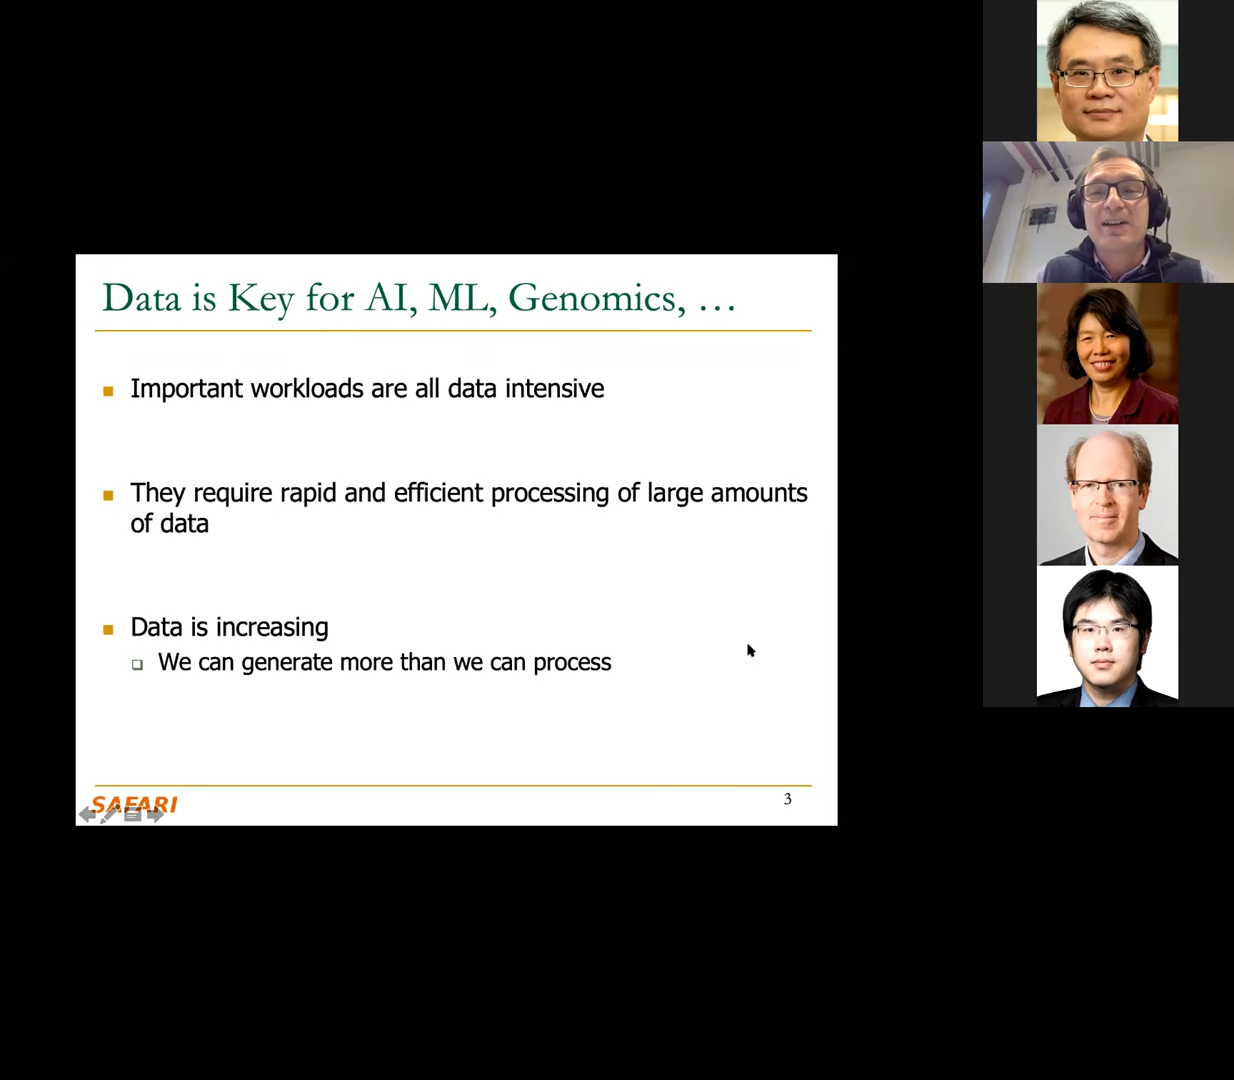 Data is Key for AI, ML, Genomics, …
Important workloads are all data intensive
They require rapid and efficient processing of large amounts
of data
Data is increasing
We can generate more than we can process
SAFARI
3